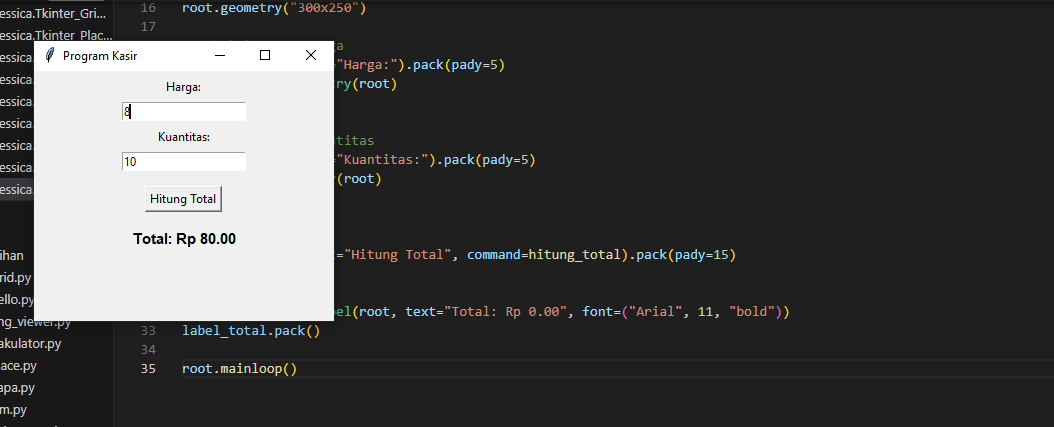 essica.Tkinter_Gri...
essica.Tkinter_Plac...
essica.
essica.
essica.
essica.
essica.
essica.
ihan
rid.py
ello.py
ng_viewer.py
akulator.py
ace.py
apa.py
m.py
Program Kasir
Harga:
8
Kuantitas:
10
Hitung Total
Total: Rp 80.00
16 root.geometry("300x250")
17
ga
="Harga:").pack(pady=5)
try(root)
titas
="Kuantitas:").pack(pady=5)
(root)
="Hitung Total", command=hitung_total).pack(pady=15)
bel(root, text="Total: Rp 0.00", font=("Arial", 11, "bold"))
33 label_total.pack()
34
35 root.mainloop()